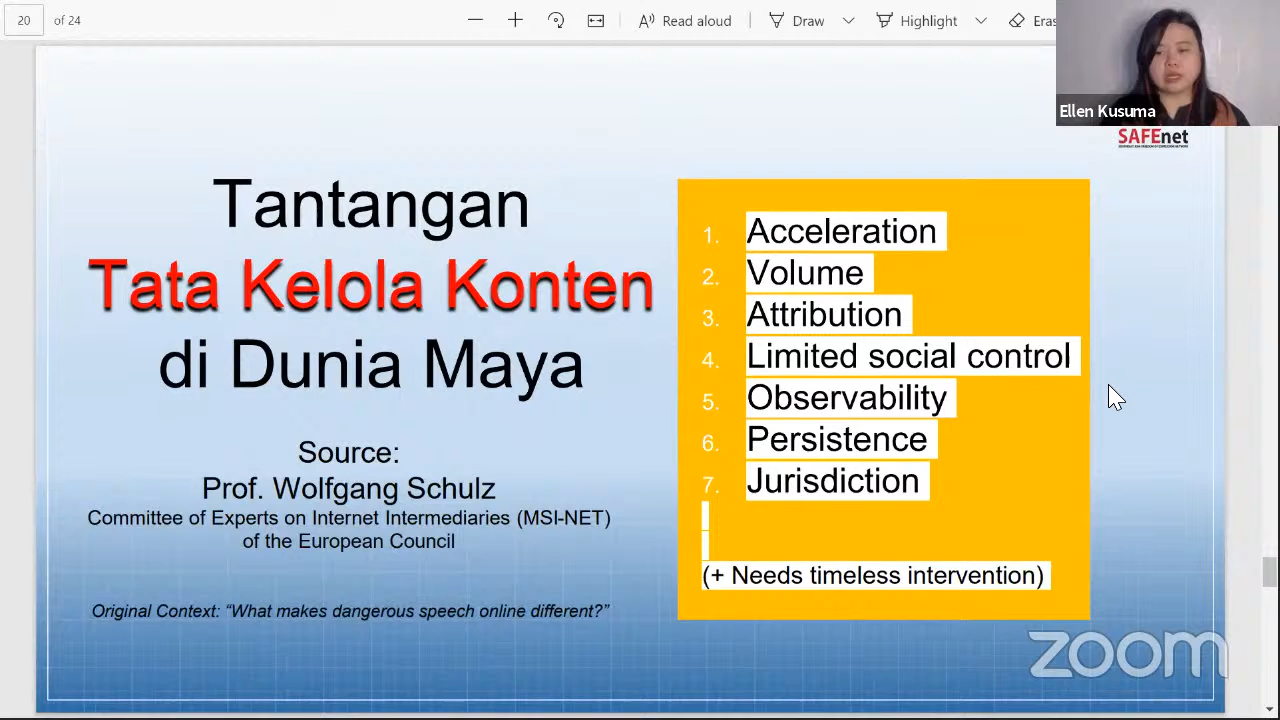 20 of 24
Read aloud
Draw
Highlight
Eras
Ellen Kusuma
SAFEnet
Tantangan
Tata Kelola Konten
di Dunia Maya
Source:
Prof. Wolfgang Schulz
Committee of Experts on Internet Intermediaries (MSI-NET)
of the European Council
Original Context: “What makes dangerous speech online different?”
1. Acceleration
2. Volume
3. Attribution
4. Limited social control
5. Observability
6. Persistence
7. Jurisdiction
(+ Needs timeless intervention)
zoom